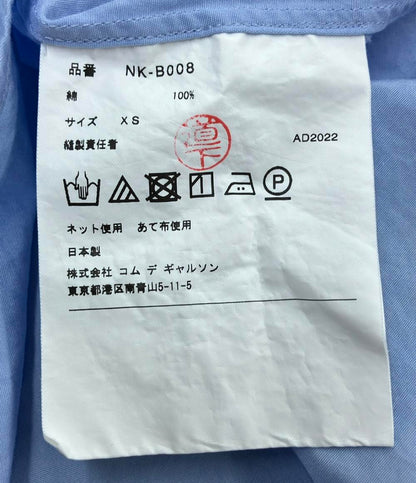 品番 NK-B008
綿 100%
サイズ XS
縫製責任者
道下
AD2022
P
ネット使用 あて布使用
日本製
株式会社 コム デ ギャルソン
東京都港区南青山5-11-5